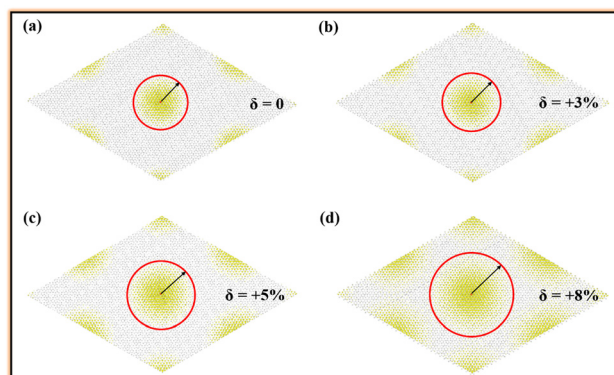 (a)
δ = 0
(b)
δ = +3%
(c)
δ = +5%
(d)
δ = +8%